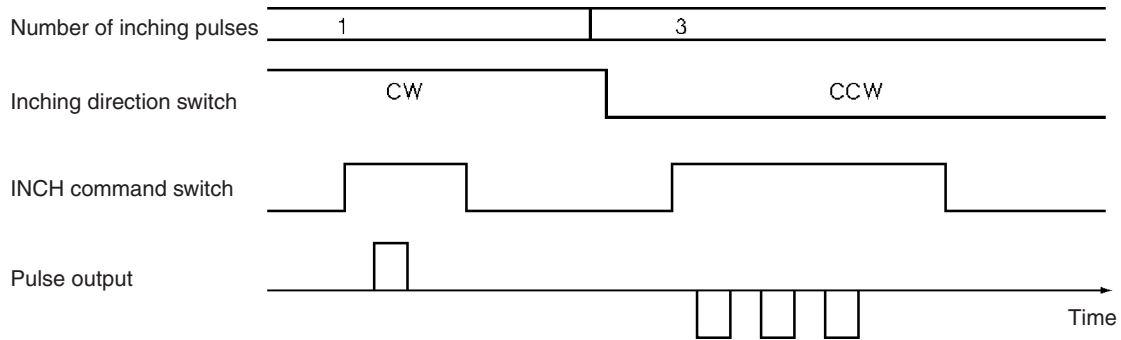 Number of inching pulses 1 3
Inching direction switch CW CCW
INCH command switch
Pulse output
Time